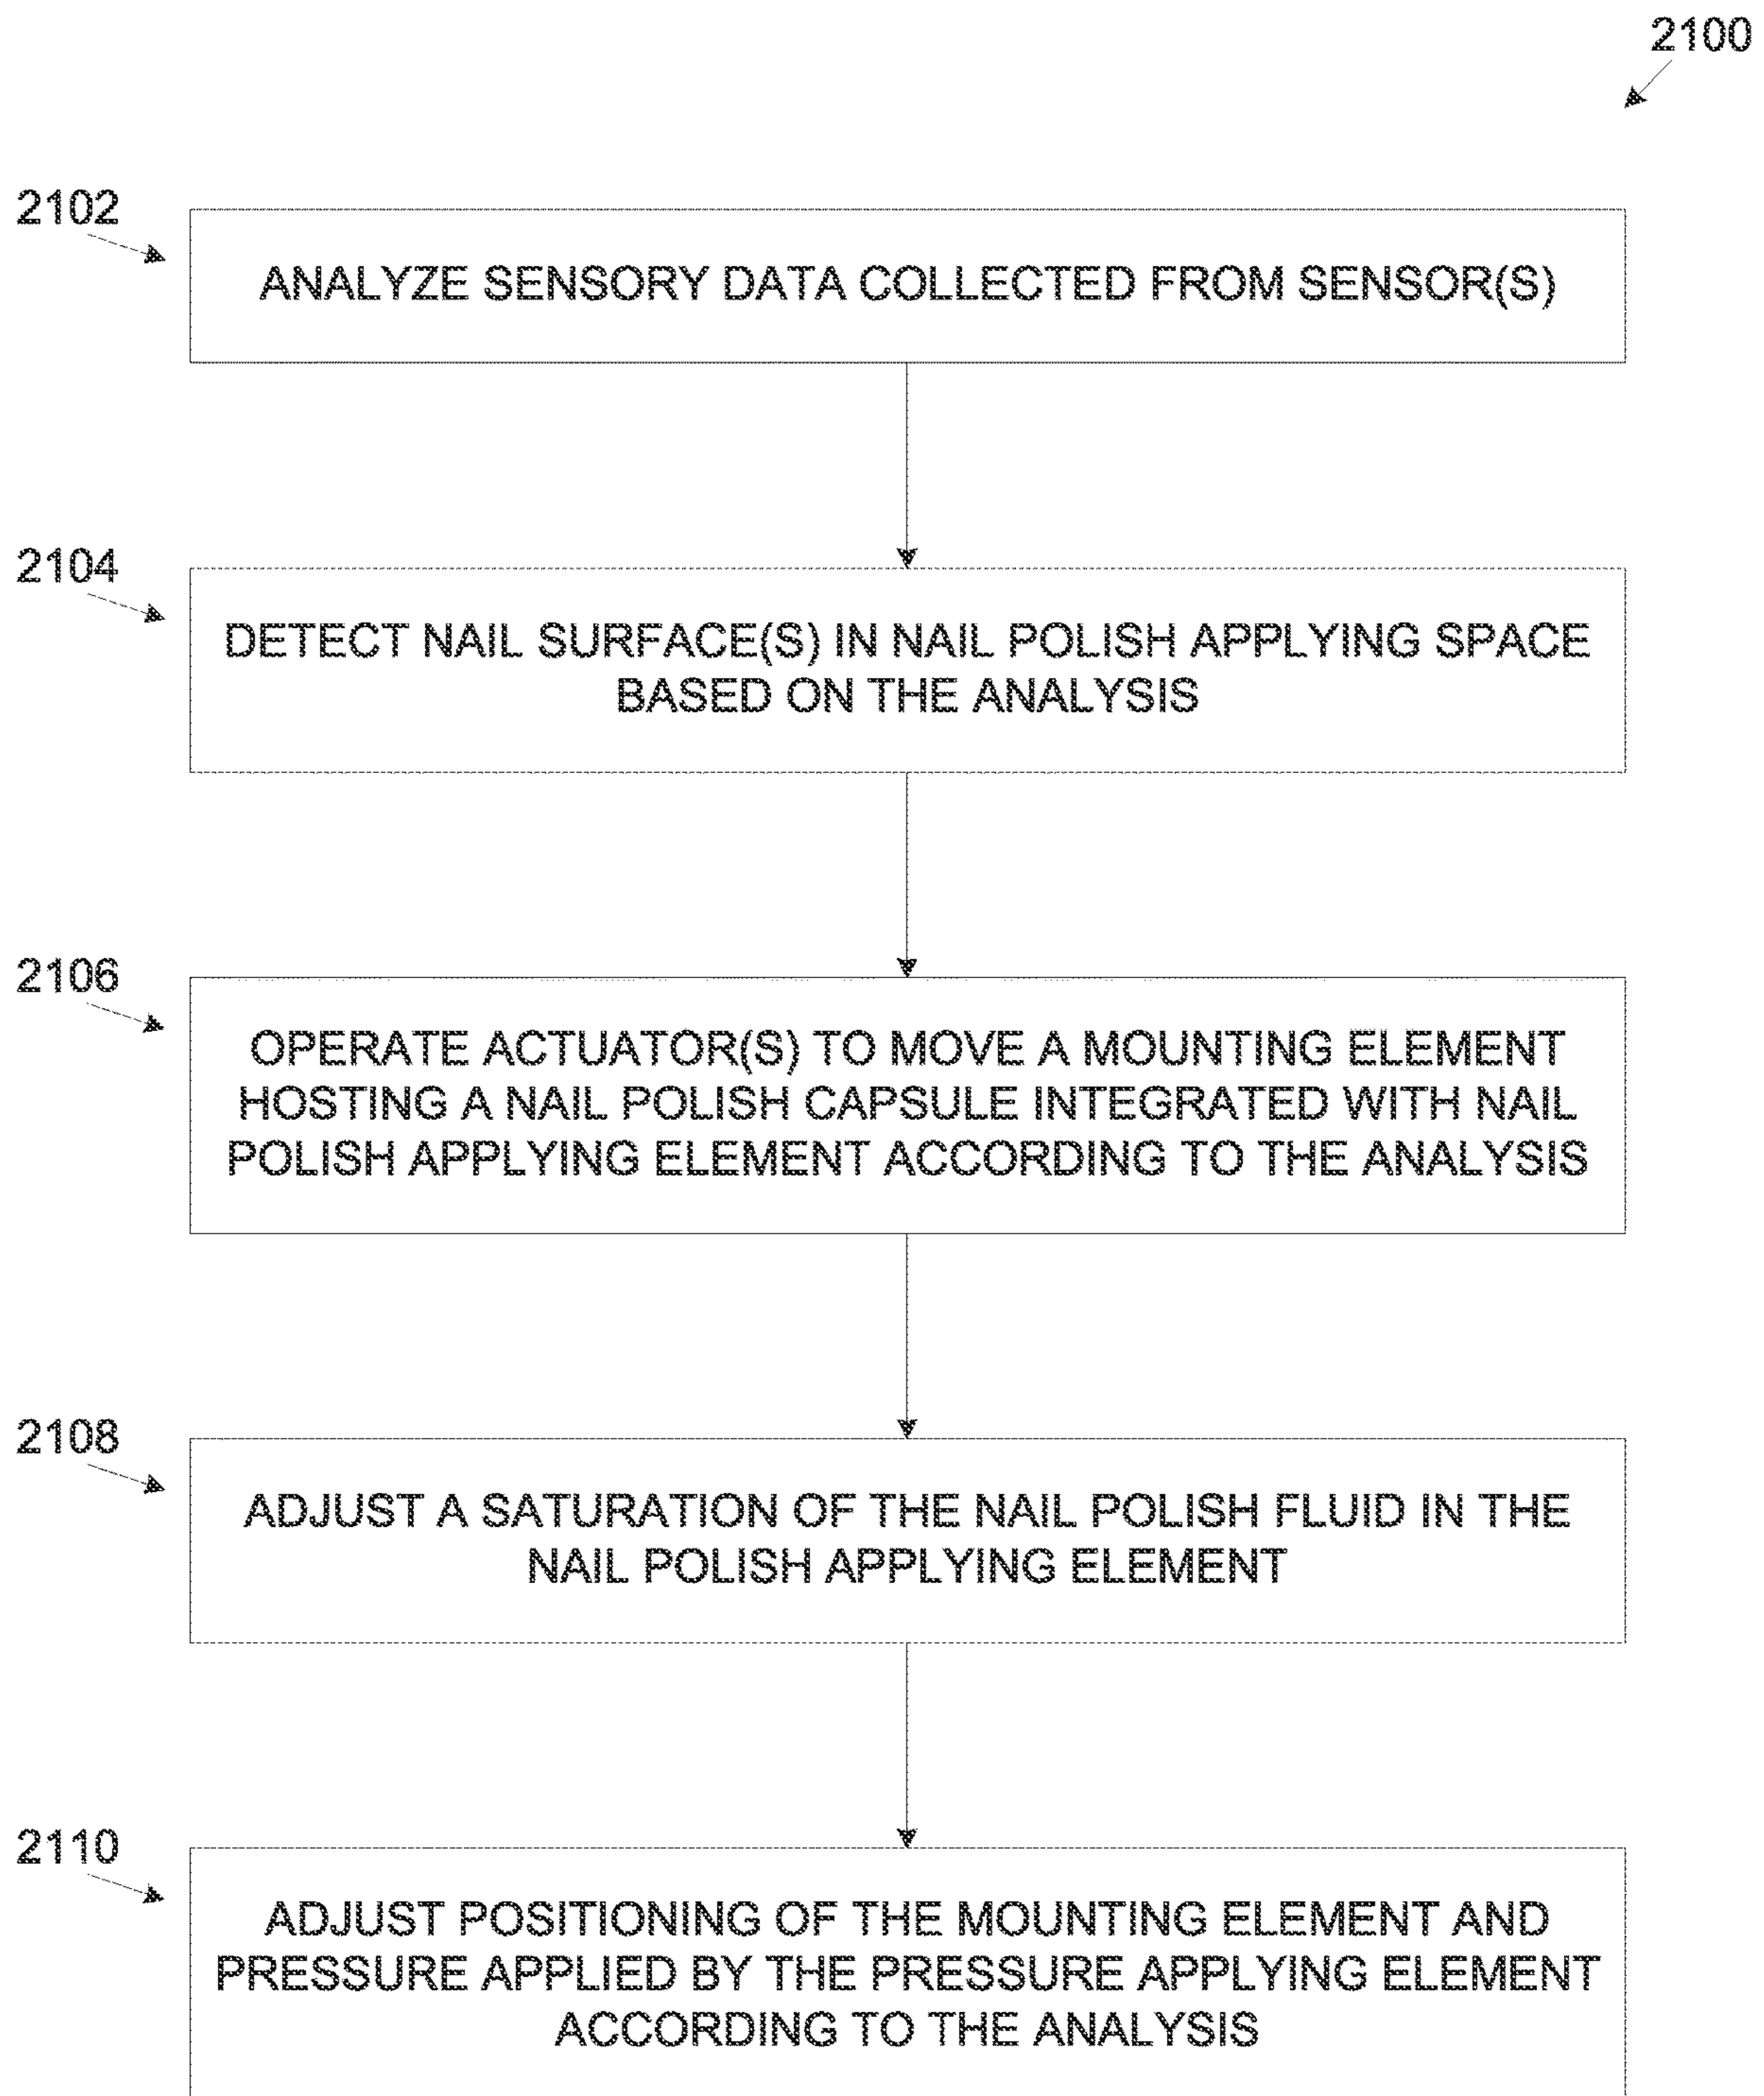 2100
2102
ANALYZE SENSORY DATA COLLECTED FROM SENSOR(S)
2104
DETECT NAIL SURFACE(S) IN NAIL POLISH APPLYING SPACE
BASED ON THE ANALYSIS
2106
OPERATE ACTUATOR(S) TO MOVE A MOUNTING ELEMENT
HOSTING A NAIL POLISH CAPSULE INTEGRATED WITH NAIL
POLISH APPLYING ELEMENT ACCORDING TO THE ANALYSIS
2108
ADJUST A SATURATION OF THE NAIL POLISH FLUID IN THE
NAIL POLISH APPLYING ELEMENT
2110
ADJUST POSITIONING OF THE MOUNTING ELEMENT AND
PRESSURE APPLIED BY THE PRESSURE APPLYING ELEMENT
ACCORDING TO THE ANALYSIS